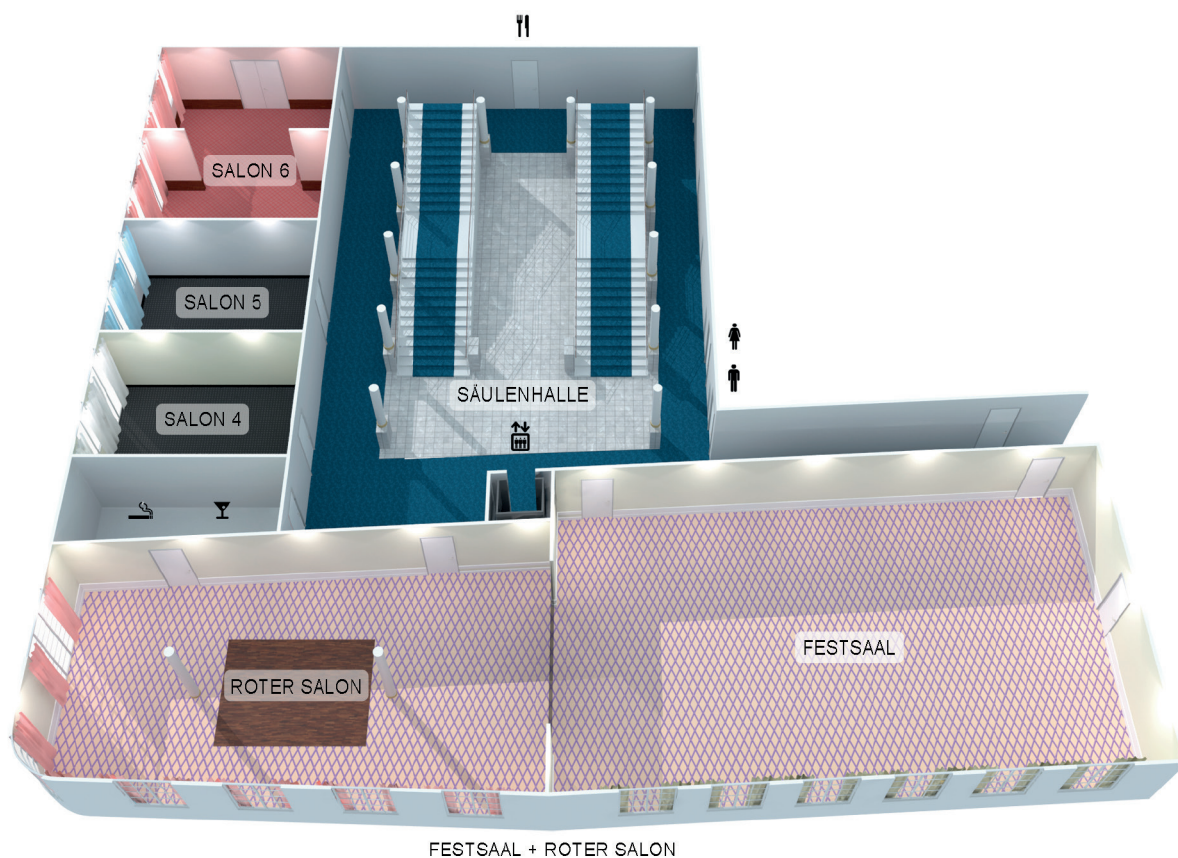 SALON 6
SALON 5
SÄULENHALLE
SALON 4
FESTSAAL
ROTER SALON
FESTSAAL + ROTER SALON